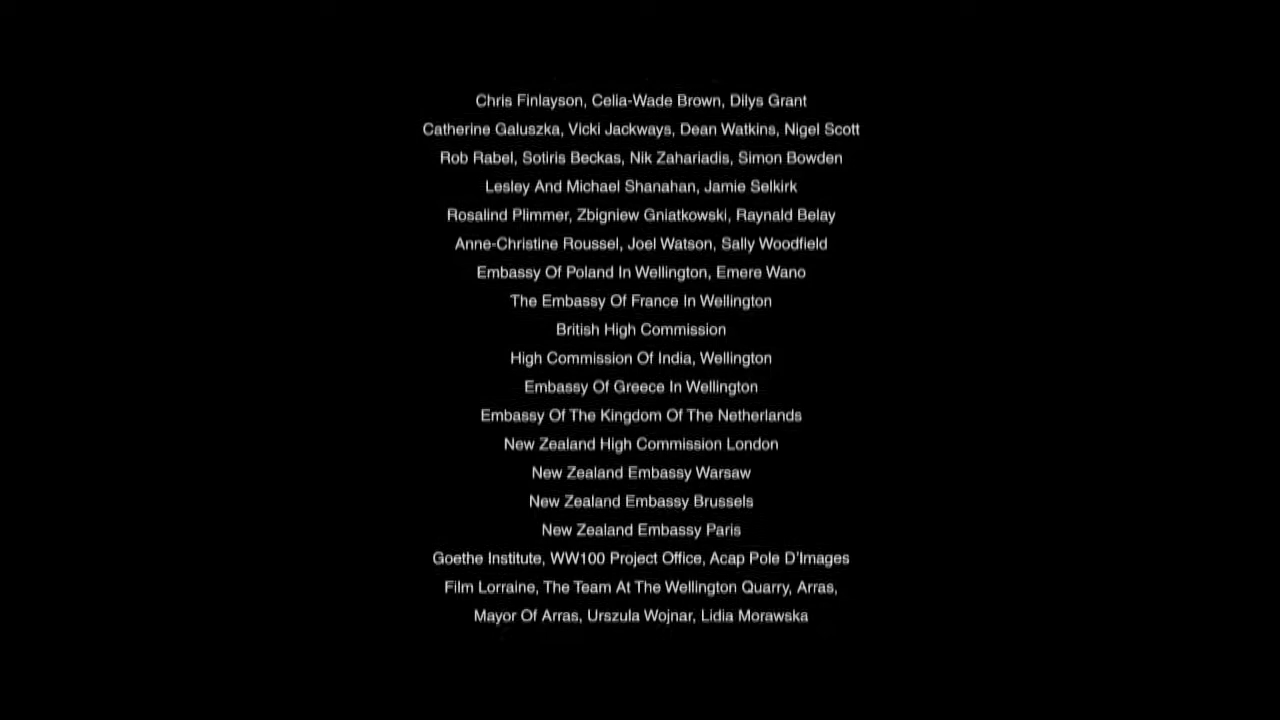 Chris Finlayson, Celia-Wade Brown, Dilys Grant
Catherine Galuszka, Vicki Jackways, Dean Watkins, Nigel Scott
Rob Rabel, Sotiris Beckas, Nik Zahariadis, Simon Bowden
Lesley And Michael Shanahan, Jamie Selkirk
Rosalind Plimmer, Zbigniew Gniatkowski, Raynald Belay
Anne-Christine Roussel, Joel Watson, Sally Woodfield
Embassy Of Poland In Wellington, Emere Wano
The Embassy Of France In Wellington
British High Commission
High Commission Of India, Wellington
Embassy Of Greece In Wellington
Embassy Of The Kingdom Of The Netherlands
New Zealand High Commission London
New Zealand Embassy Warsaw
New Zealand Embassy Brussels
New Zealand Embassy Paris
Goethe Institute, WW100 Project Office, Acap Pole D'Images
Film Lorraine, The Team At The Wellington Quarry, Arras,
Mayor Of Arras, Urszula Wojnar, Lidia Morawska